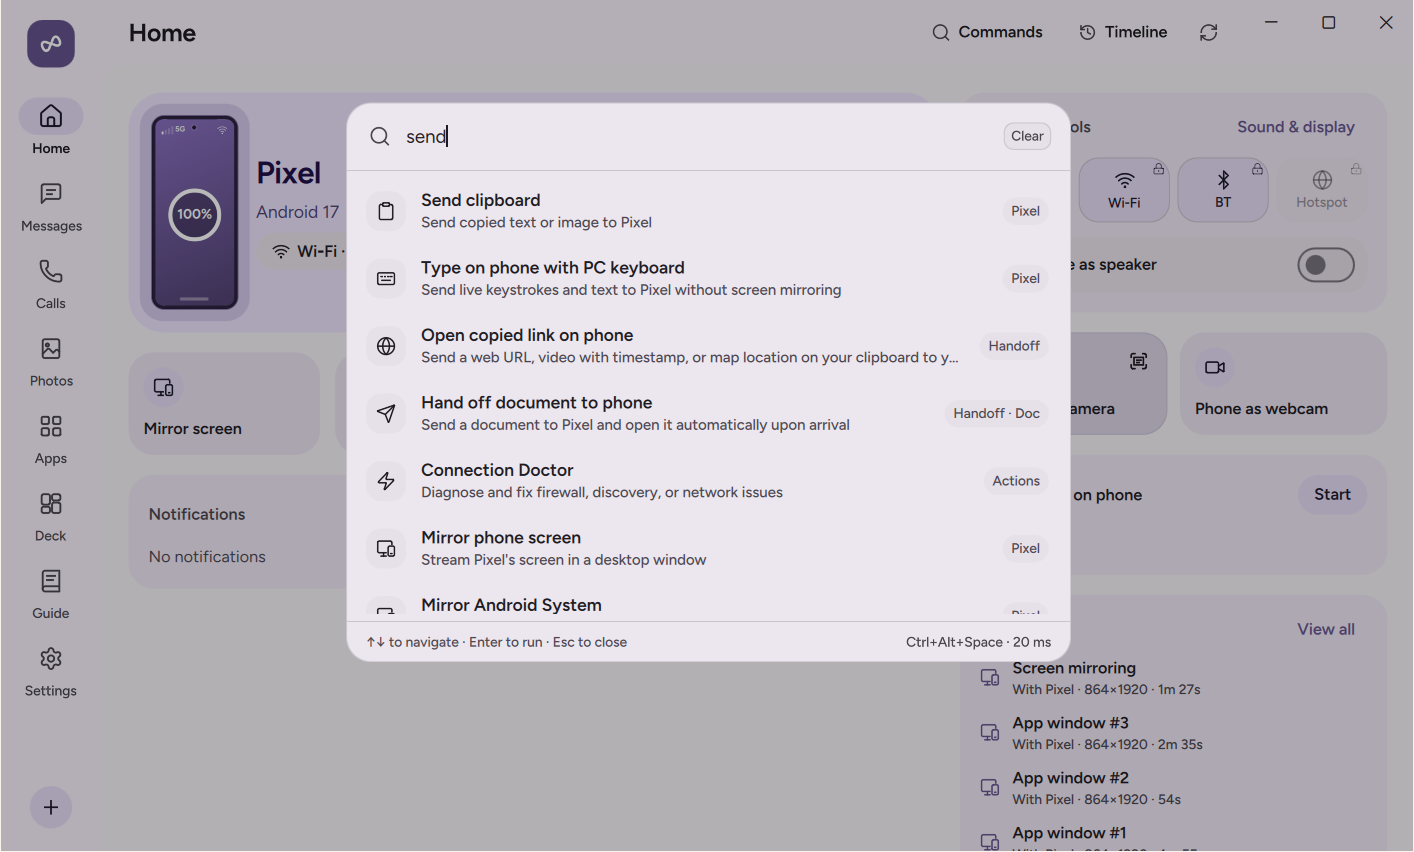 Home
Commands
Timeline
Home
Messages
Calls
Photos
Apps
Deck
Guide
Settings
5G
100%
Pixel
Android 17
Wi-Fi ·
Mirror screen
Notifications
No notifications
send
Clear
Send clipboard
Send copied text or image to Pixel
Pixel
Type on phone with PC keyboard
Send live keystrokes and text to Pixel without screen mirroring
Pixel
Open copied link on phone
Send a web URL, video with timestamp, or map location on your clipboard to y...
Handoff
Hand off document to phone
Send a document to Pixel and open it automatically upon arrival
Handoff · Doc
Connection Doctor
Diagnose and fix firewall, discovery, or network issues
Actions
Mirror phone screen
Stream Pixel's screen in a desktop window
Pixel
Mirror Android System
Pixel
↑↓ to navigate · Enter to run · Esc to close
Ctrl+Alt+Space · 20 ms
ols
Sound & display
Wi-Fi
BT
Hotspot
e as speaker
amera
Phone as webcam
on phone
Start
View all
Screen mirroring
With Pixel · 864×1920 · 1m 27s
App window #3
With Pixel · 864×1920 · 2m 35s
App window #2
With Pixel · 864×1920 · 54s
App window #1